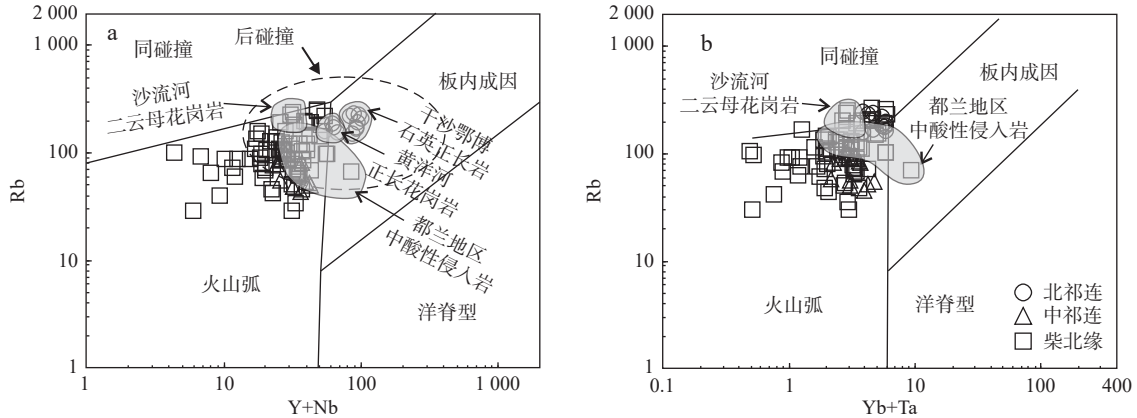 a
2 000
1 000
100
10
1
Rb
同碰撞
后碰撞
板内成因
沙流河
二云母花岗岩
干沙鄂博
石英正长岩
黄洋河
正长花岗岩
都兰地区
中酸性侵入岩
火山弧
洋脊型
1
10
100
1 000
Y+Nb
b
2 000
1 000
100
10
1
Rb
同碰撞
板内成因
沙流河
二云母花岗岩
都兰地区
中酸性侵入岩
火山弧
洋脊型
北祁连
中祁连
柴北缘
0.1
1
10
100
400
Yb+Ta